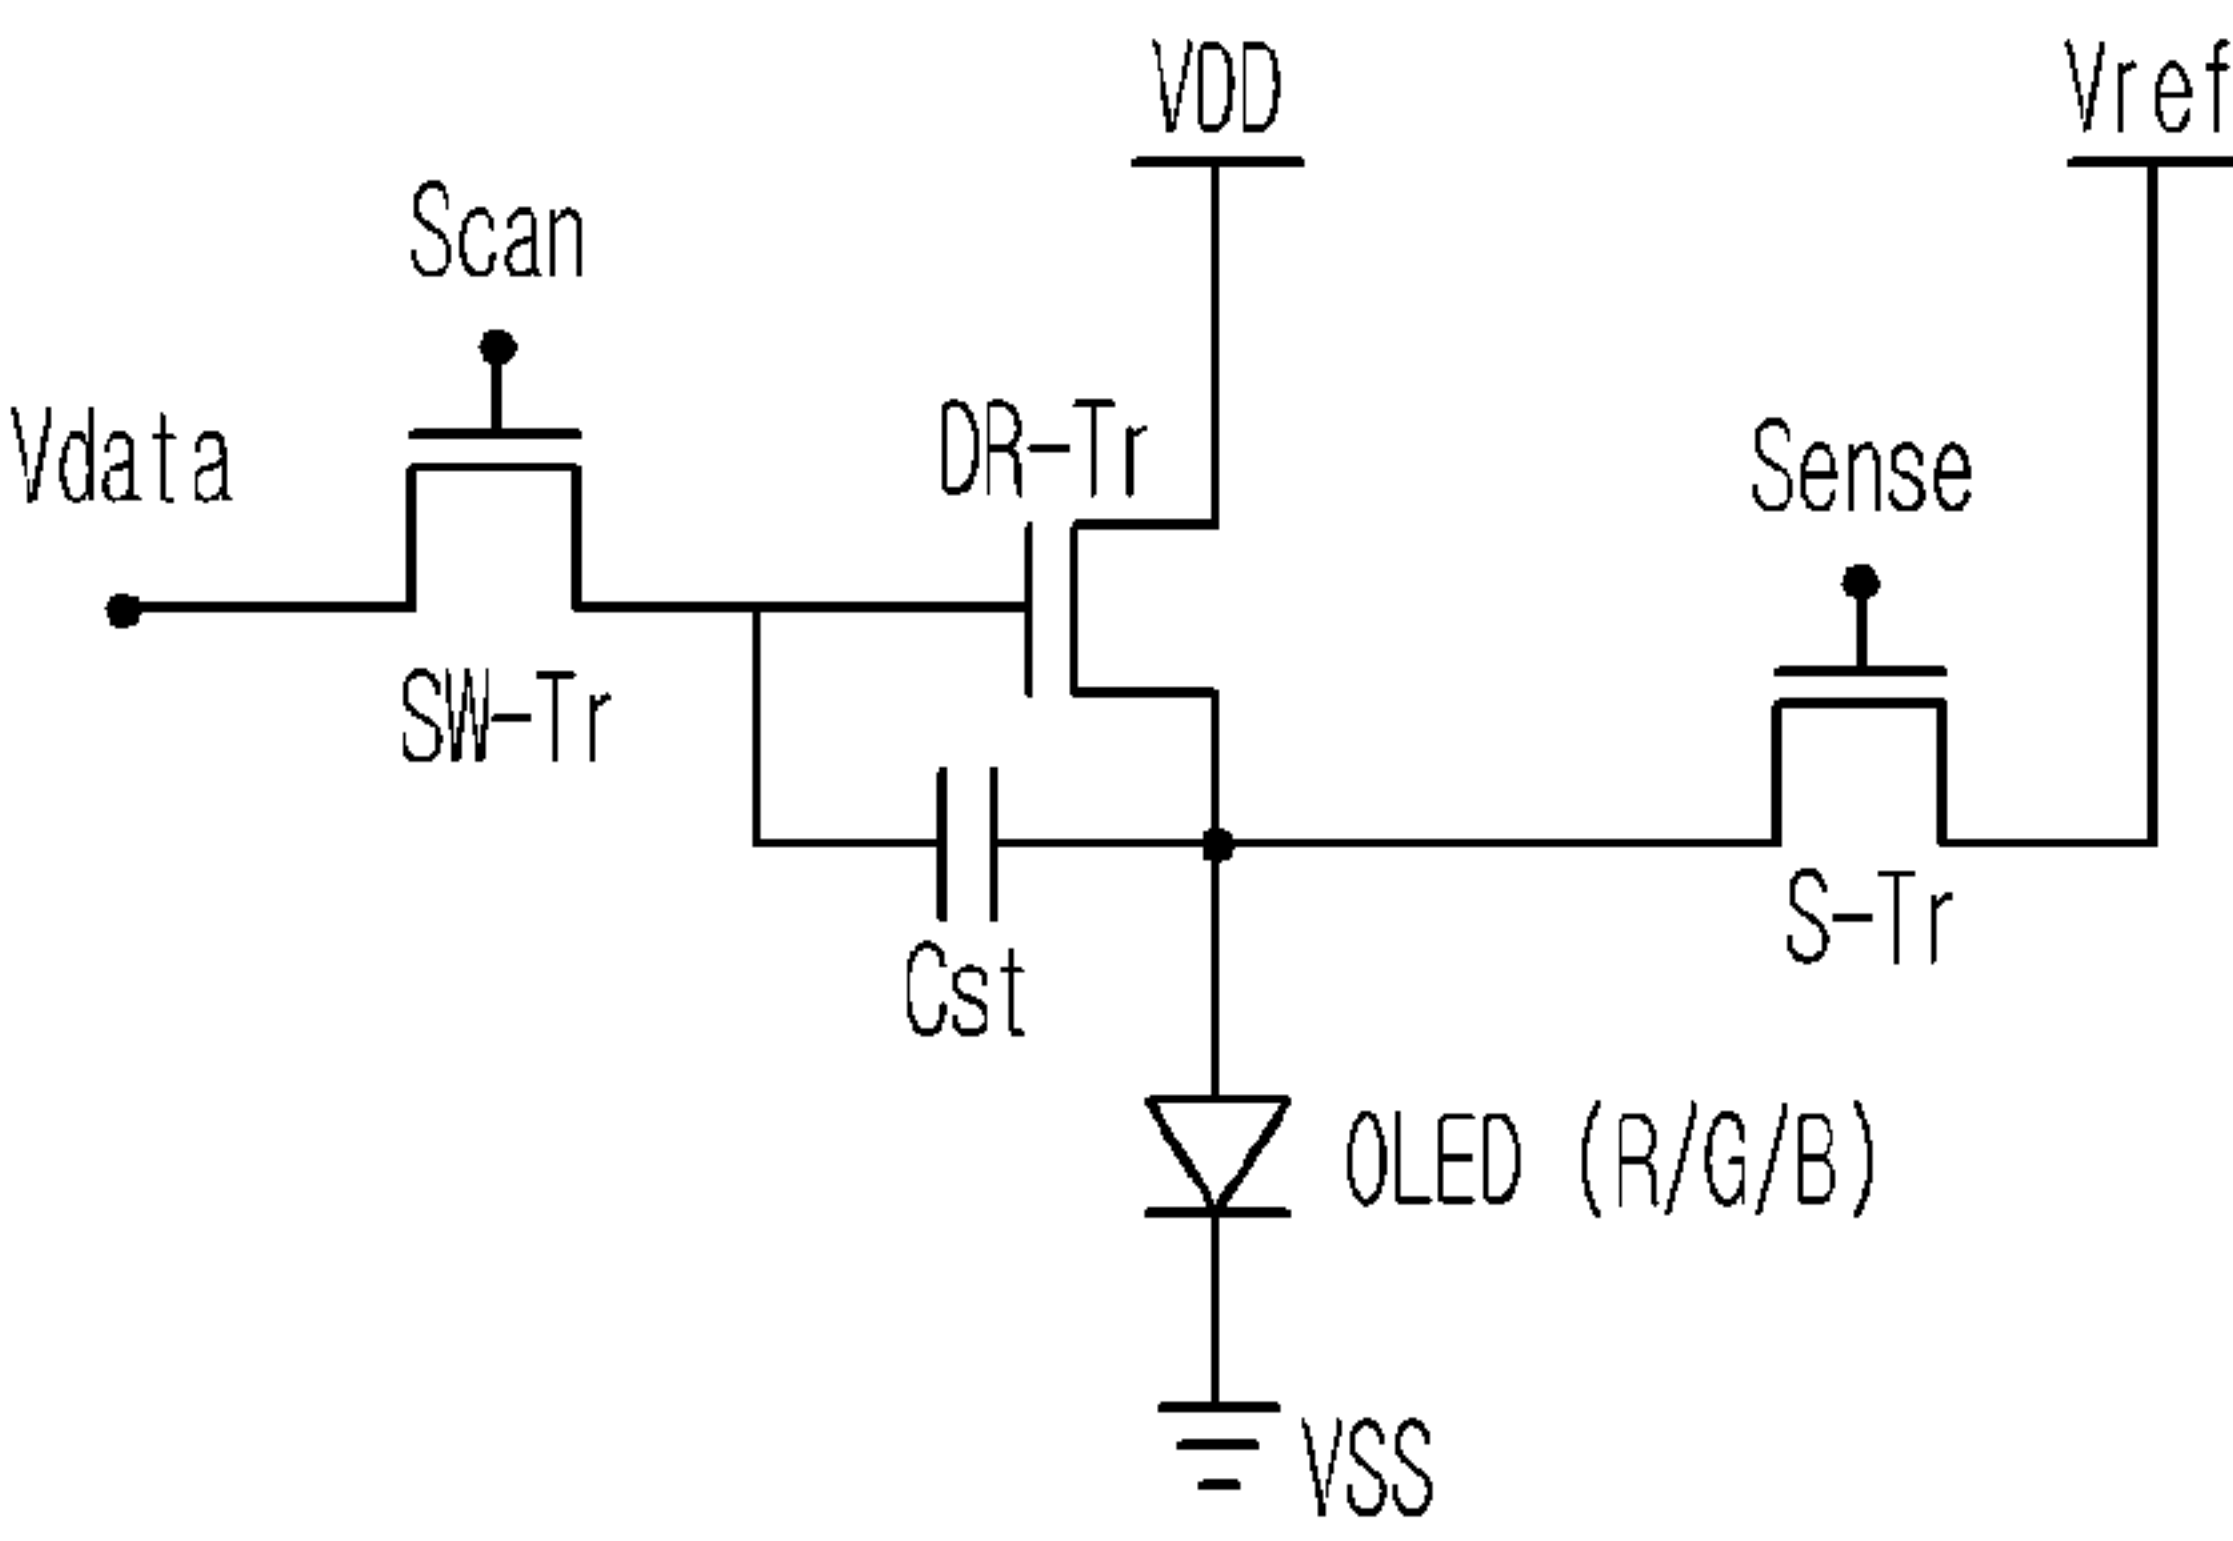 VDD
Vref
Scan
Vdata
DR-Tr
Sense
SW-Tr
S-Tr
Cst
OLED (R/G/B)
VSS